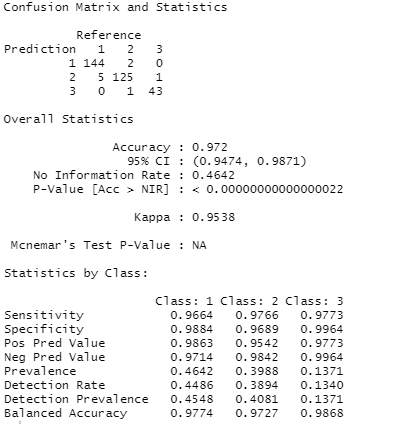 Confusion Matrix and Statistics
Reference
Prediction 1 2 3
1 144 2 0
2 5 125 1
3 0 1 43
Overall Statistics
Accuracy : 0.972
95% CI : (0.9474, 0.9871)
No Information Rate : 0.4642
P-Value [Acc > NIR] : < 0.00000000000000022
Kappa : 0.9538
Mcnemar's Test P-Value : NA
Statistics by Class:
Class: 1 Class: 2 Class: 3
Sensitivity 0.9664 0.9766 0.9773
Specificity 0.9884 0.9689 0.9964
Pos Pred Value 0.9863 0.9542 0.9773
Neg Pred Value 0.9714 0.9842 0.9964
Prevalence 0.4642 0.3988 0.1371
Detection Rate 0.4486 0.3894 0.1340
Detection Prevalence 0.4548 0.4081 0.1371
Balanced Accuracy 0.9774 0.9727 0.9868